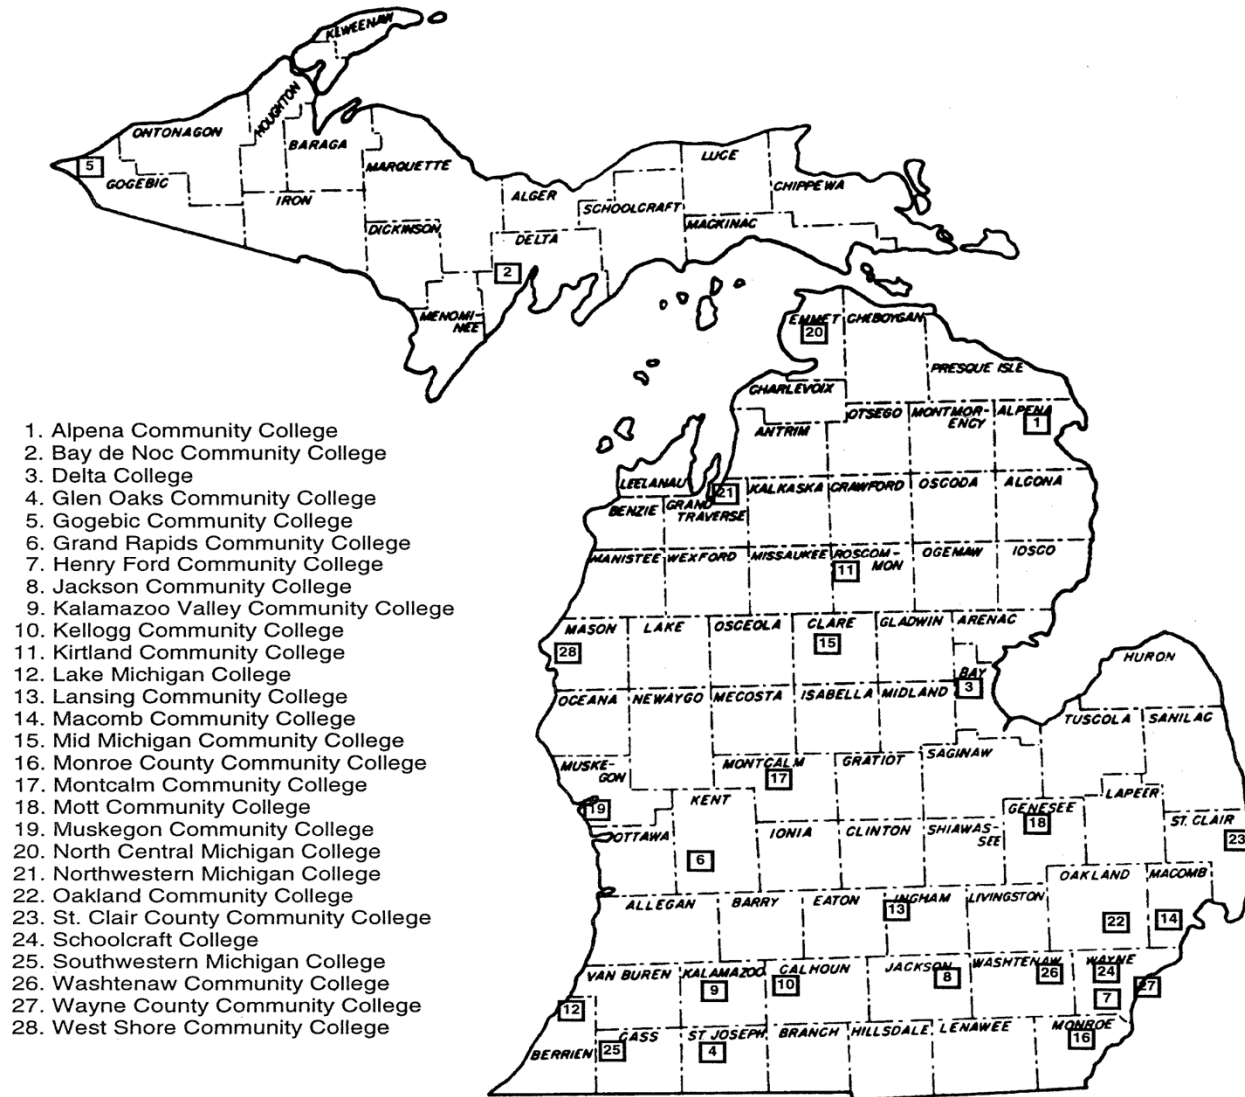 KEWEENAW
HOUGHTON
ONTONAGON
BARAGA
MARQUETTE
LUCE
5
GOGEBIC
IRON
ALGER
CHIPPEWA
SCHOOLCRAFT
DICKINSON
DELTA
MACKINAC
2
MENOMI-
NEE
EMMET
CHEBOYGAN
20
PRESQUE ISLE
CHARLEVOIX
OTSEGO
MONTMOR-
ENCY
ALPENA
1
ANTRIM
LEELANAU
21
KALKASKA
CRAWFORD
OSCODA
ALGONA
BENZIE
GRAND
TRAVERSE
MANISTEE
WEXFORD
MISSAUKEE
ROSCOM-
MON
OGEMAW
IOSCO
11
MASON
LAKE
OSCEOLA
CLARE
GLADWIN
ARENAC
28
15
HURON
BAY
3
OCEANA
NEWAYGO
MECOSTA
ISABELLA
MIDLAND
TUSCOLA
SANILAC
MUSKE-
GON
MONTCALM
GRATIOT
SAGINAW
17
19
KENT
GENESEE
LAPEER
18
ST. CLAIR
23
OTTAWA
IONIA
CLINTON
SHIAWAS-
SEE
6
OAKLAND
MACOMB
ALLEGAN
BARRY
EATON
INGHAM
LIVINGSTON
13
22
14
VAN BUREN
KALAMAZOO
CALHOUN
JACKSON
WASHTENAW
WAYNE
9
10
8
26
24
27
7
12
BERRIEN
CASS
ST JOSEPH
BRANCH
HILLSDALE
LENAWEE
MONROE
25
4
16
1. Alpena Community College
2. Bay de Noc Community College
3. Delta College
4. Glen Oaks Community College
5. Gogebic Community College
6. Grand Rapids Community College
7. Henry Ford Community College
8. Jackson Community College
9. Kalamazoo Valley Community College
10. Kellogg Community College
11. Kirtland Community College
12. Lake Michigan College
13. Lansing Community College
14. Macomb Community College
15. Mid Michigan Community College
16. Monroe County Community College
17. Montcalm Community College
18. Mott Community College
19. Muskegon Community College
20. North Central Michigan College
21. Northwestern Michigan College
22. Oakland Community College
23. St. Clair County Community College
24. Schoolcraft College
25. Southwestern Michigan College
26. Washtenaw Community College
27. Wayne County Community College
28. West Shore Community College